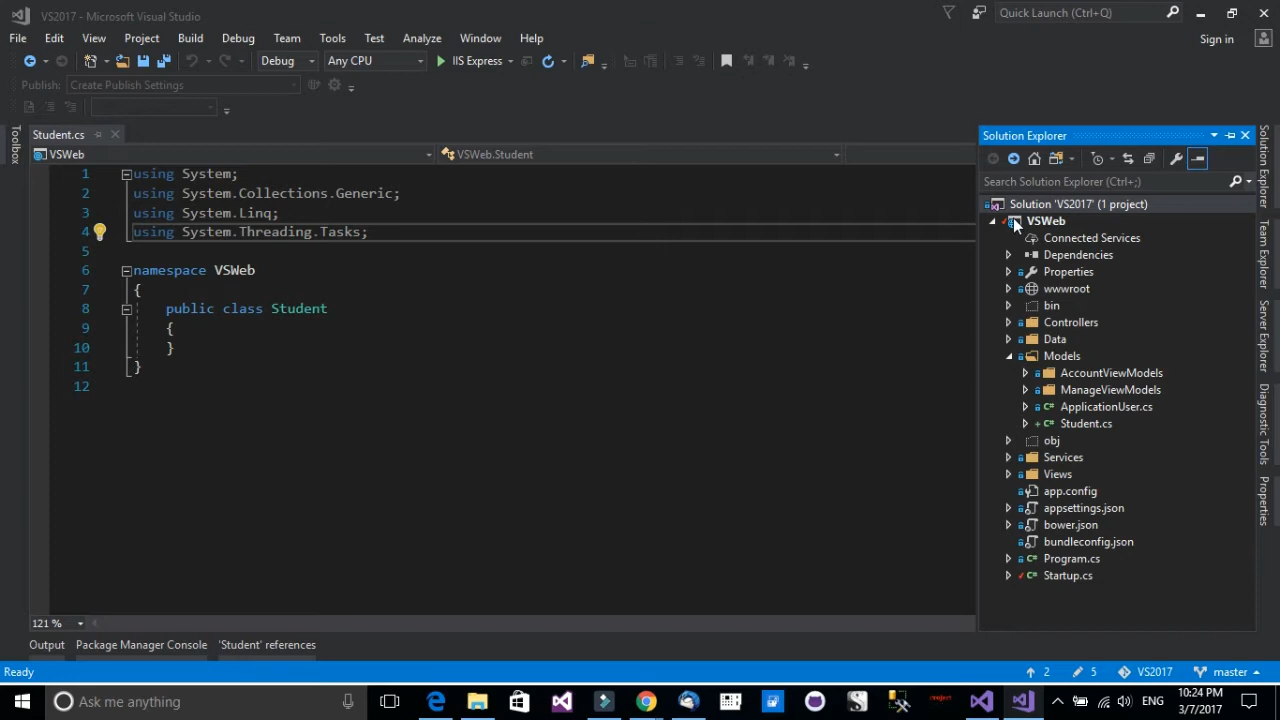 VS2017 - Microsoft Visual Studio
Quick Launch (Ctrl+Q)
File Edit View Project Build Debug Team Tools Test Analyze Window Help
Sign in
Debug Any CPU IIS Express
Publish: Create Publish Settings
Toolbox
Student.cs
VSWeb VSWeb.Student
1 using System;
2 using System.Collections.Generic;
3 using System.Linq;
4 using System.Threading.Tasks;
5
6 namespace VSWeb
7 {
8 public class Student
9 {
10 }
11 }
12
121 %
Output Package Manager Console 'Student' references
Solution Explorer
Search Solution Explorer (Ctrl+;)
Solution 'VS2017' (1 project)
VSWeb
Connected Services
Dependencies
Properties
wwwroot
bin
Controllers
Data
Models
AccountViewModels
ManageViewModels
C# ApplicationUser.cs
C# Student.cs
obj
Services
Views
app.config
appsettings.json
bower.json
bundleconfig.json
C# Program.cs
C# Startup.cs
Solution Explorer
Team Explorer
Server Explorer
Diagnostic Tools
Properties
Ready 2 5 VS2017 master
Ask me anything
ENG
10:24 PM
3/7/2017